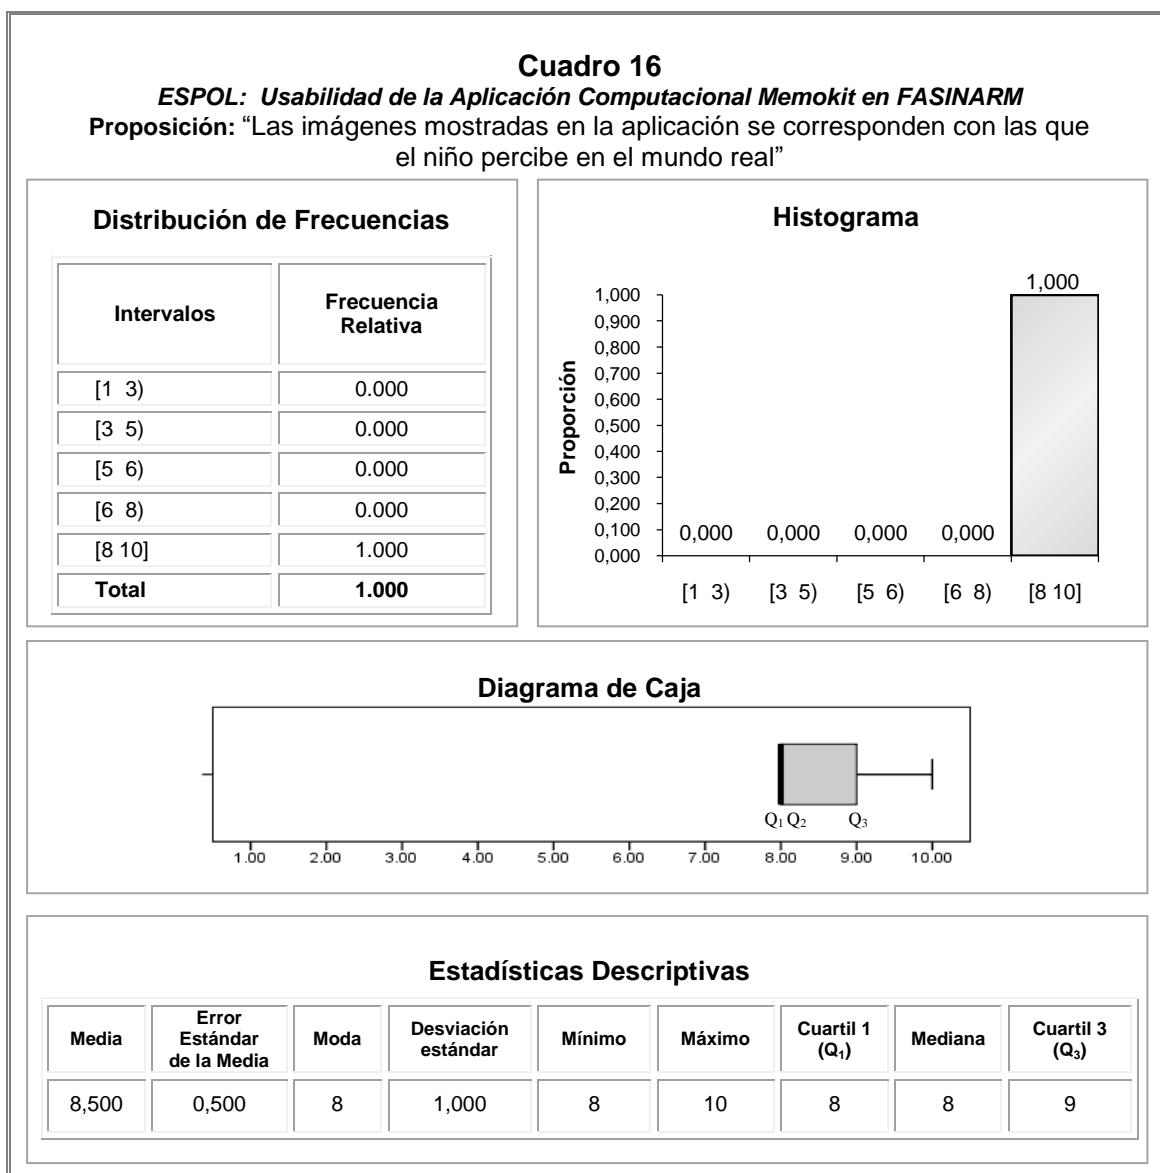 Cuadro 16
ESPOL: Usabilidad de la Aplicación Computacional Memokit en FASINARM
Proposición: “Las imágenes mostradas en la aplicación se corresponden con las que
el niño percibe en el mundo real”
Distribución de Frecuencias
Intervalos Frecuencia Relativa
[1 3) 0.000
[3 5) 0.000
[5 6) 0.000
[6 8) 0.000
[8 10] 1.000
Total 1.000
Histograma
Proporción
1,000
0,900
0,800
0,700
0,600
0,500
0,400
0,300
0,200
0,100
0,000
0,000 0,000 0,000 0,000 1,000
[1 3) [3 5) [5 6) [6 8) [8 10]
Diagrama de Caja
Q1 Q2 Q3
1.00 2.00 3.00 4.00 5.00 6.00 7.00 8.00 9.00 10.00
Estadísticas Descriptivas
Media Error Estándar de la Media Moda Desviación estándar Mínimo Máximo Cuartil 1 (Q1) Mediana Cuartil 3 (Q3)
8,500 0,500 8 1,000 8 10 8 8 9